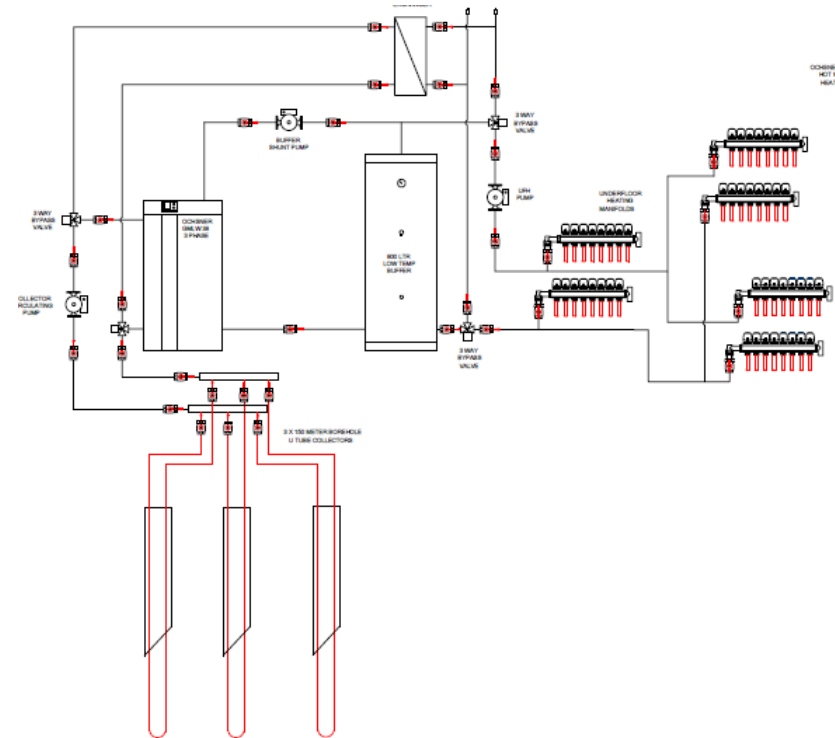 3 WAY
BYPASS
VALVE
BUFFER
SHUNT PUMP
OCHSNER
HOT
HEAT
UFH
PUMP
UNDERFLOOR
HEATING
MANIFOLDS
3 WAY
BYPASS
VALVE
OCHSNER
GMLW 38
3 PHASE
800 LTR
LOW TEMP
BUFFER
OLLECTOR
RCULATING
PUMP
3 WAY
BYPASS
VALVE
3 X 150 METER BOREHOLE
U TUBE COLLECTORS